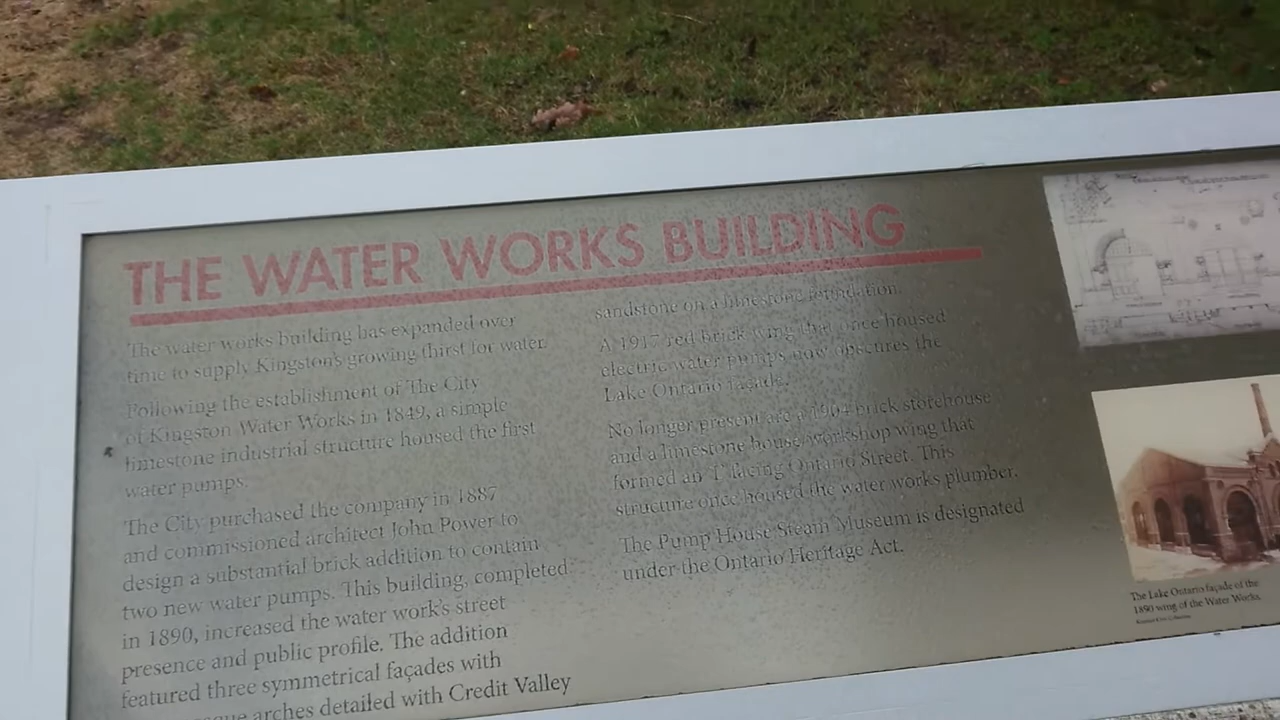 THE WATER WORKS BUILDING
The water works building has expanded over
time to supply Kingston's growing thirst for water.
Following the establishment of The City
of Kingston Water Works in 1849, a simple
limestone industrial structure housed the first
water pumps.
The City purchased the company in 1887
and commissioned architect John Power to
design a substantial brick addition to contain
two new water pumps. This building, completed
in 1890, increased the water work's street
presence and public profile. The addition
featured three symmetrical façades with
arches detailed with Credit Valley
sandstone on a limestone foundation.
A 1917 red brick wing that once housed
electric water pumps now obscures the
Lake Ontario façade.
No longer present are a 1904 brick storehouse
and a limestone house/workshop wing that
formed an 'L' facing Ontario Street. This
structure once housed the water works plumber.
The Pump House Steam Museum is designated
under the Ontario Heritage Act.
The Lake Ontario façade of the
1890 wing of the Water Works.